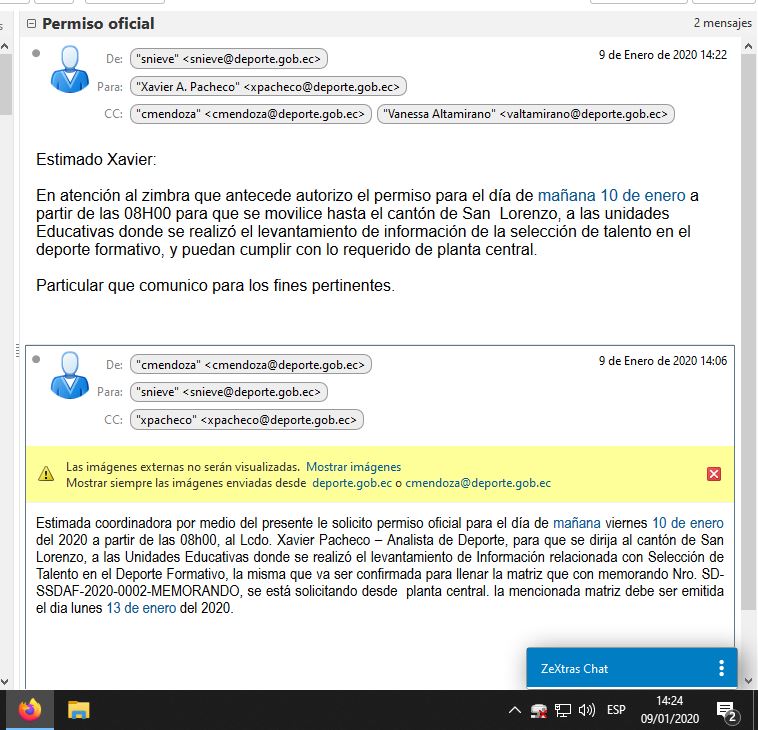 Permiso oficial
2 mensajes
De: "snieve" <snieve@deporte.gob.ec>
9 de Enero de 2020 14:22
Para: "Xavier A. Pacheco" <xpacheco@deporte.gob.ec>
CC: "cmendoza" <cmendoza@deporte.gob.ec> "Vanessa Altamirano" <valtamirano@deporte.gob.ec>
Estimado Xavier:
En atención al zimbra que antecede autorizo el permiso para el día de mañana 10 de enero a
partir de las 08H00 para que se movilice hasta el cantón de San Lorenzo, a las unidades
Educativas donde se realizó el levantamiento de información de la selección de talento en el
deporte formativo, y puedan cumplir con lo requerido de planta central.
Particular que comunico para los fines pertinentes.
De: "cmendoza" <cmendoza@deporte.gob.ec>
9 de Enero de 2020 14:06
Para: "snieve" <snieve@deporte.gob.ec>
CC: "xpacheco" <xpacheco@deporte.gob.ec>
Las imágenes externas no serán visualizadas. Mostrar imágenes
Mostrar siempre las imágenes enviadas desde deporte.gob.ec o cmendoza@deporte.gob.ec
Estimada coordinadora por medio del presente le solicito permiso oficial para el día de mañana viernes 10 de enero
del 2020 a partir de las 08h00, al Lcdo. Xavier Pacheco – Analista de Deporte, para que se dirija al cantón de San
Lorenzo, a las Unidades Educativas donde se realizó el levantamiento de Información relacionada con Selección de
Talento en el Deporte Formativo, la misma que va ser confirmada para llenar la matriz que con memorando Nro. SD-
SSDAF-2020-0002-MEMORANDO, se está solicitando desde planta central. la mencionada matriz debe ser emitida
el dia lunes 13 de enero del 2020.
ZeXtras Chat
ESP
14:24
09/01/2020
2